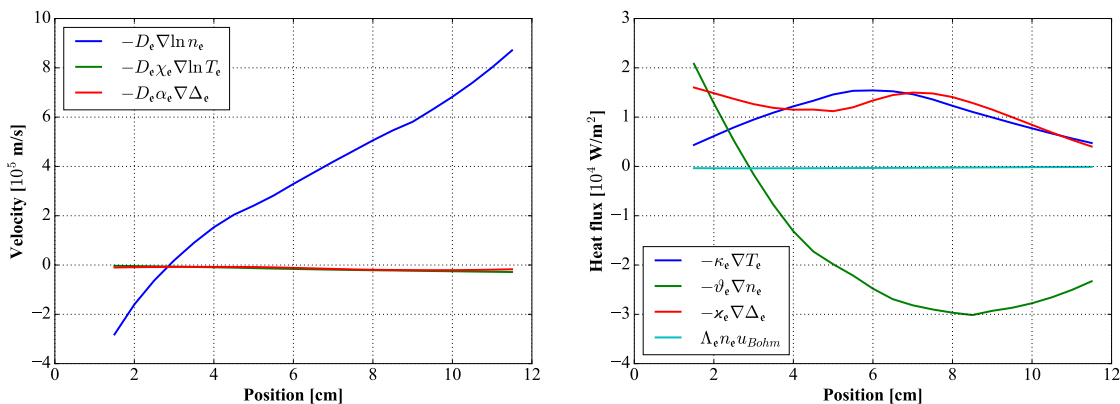 10
8
6
4
2
0
−2
−4
Velocity [10⁵ m/s]
−Dₑ∇ln nₑ
−Dₑχₑ∇ln Tₑ
−Dₑαₑ∇Δₑ
0 2 4 6 8 10 12
Position [cm]
3
2
1
0
−1
−2
−3
−4
Heat flux [10⁴ W/m²]
−κₑ∇Tₑ
−ϑₑ∇nₑ
−ϰₑ∇Δₑ
Λₑnₑu_Bohm
0 2 4 6 8 10 12
Position [cm]